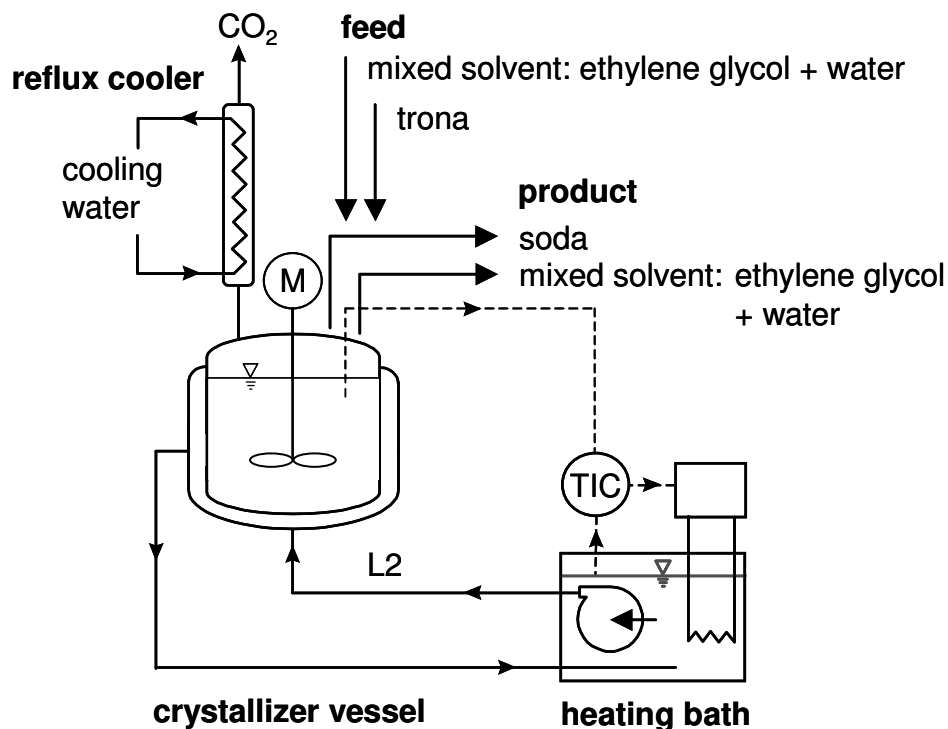 CO2
feed
mixed solvent: ethylene glycol + water
reflux cooler
trona
cooling
water
product
soda
mixed solvent: ethylene glycol
+ water
M
TIC
L2
crystallizer vessel
heating bath